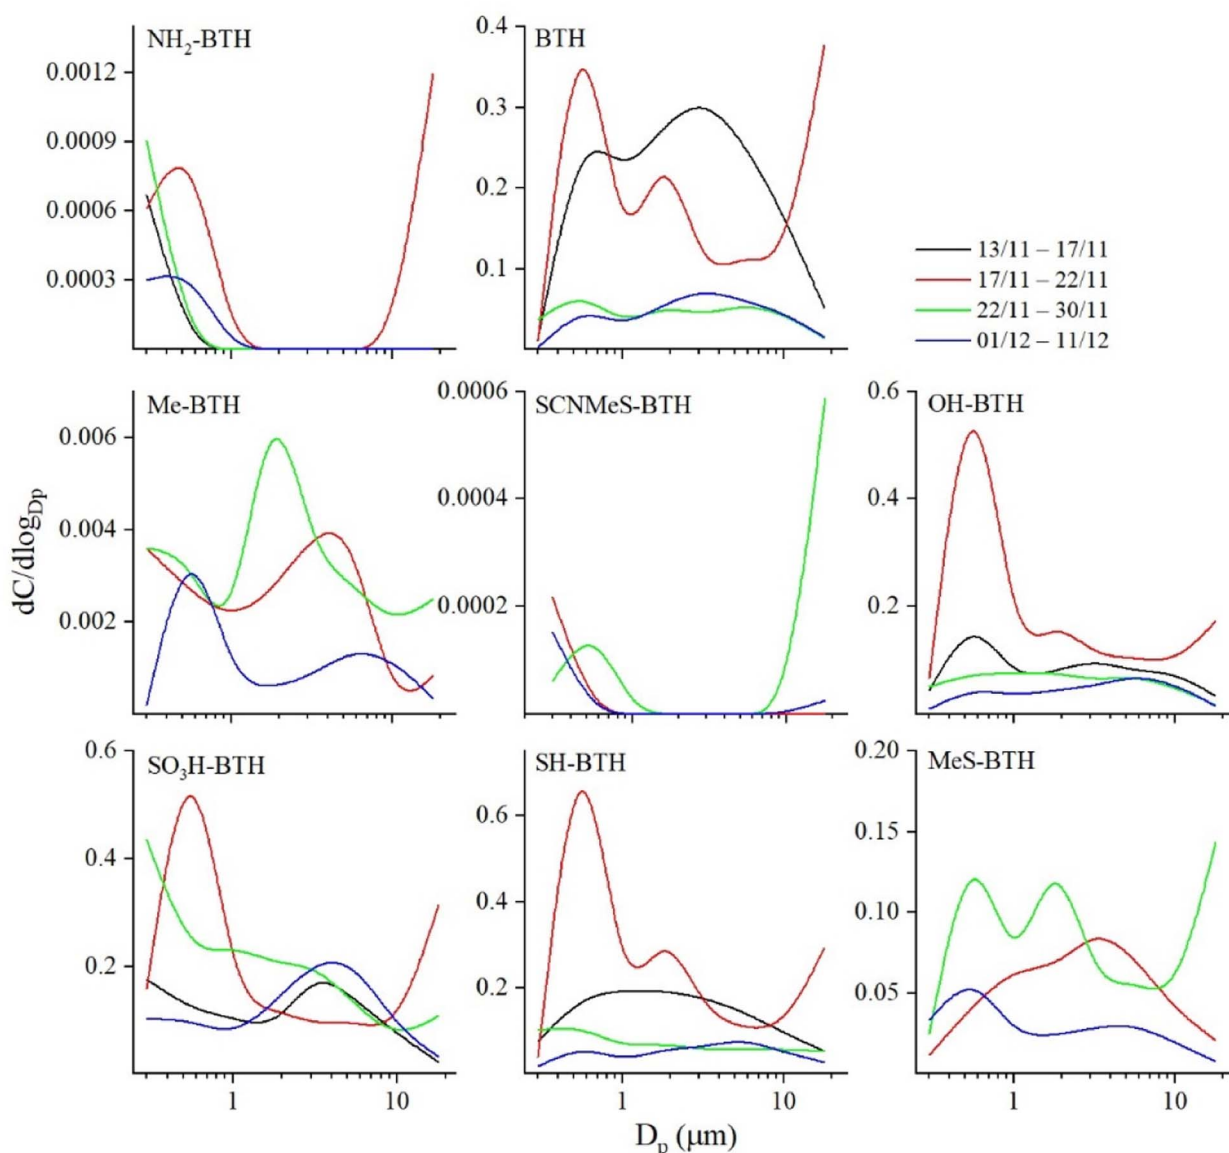 NH₂-BTH
0.0012
0.0009
0.0006
0.0003
BTH
0.4
0.3
0.2
0.1
13/11 – 17/11
17/11 – 22/11
22/11 – 30/11
01/12 – 11/12
Me-BTH
0.006
0.004
0.002
SCNMeS-BTH
0.0006
0.0004
0.0002
OH-BTH
0.6
0.4
0.2
dC/dlog_Dp
SO₃H-BTH
0.6
0.4
0.2
1 10
SH-BTH
0.6
0.4
0.2
1 10
MeS-BTH
0.20
0.15
0.10
0.05
1 10
Dₚ (μm)